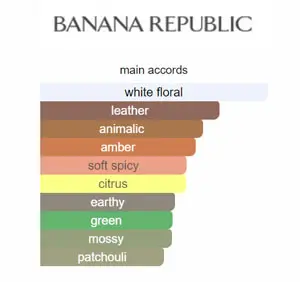 BANANA REPUBLIC
main accords
white floral
leather
animalic
amber
soft spicy
citrus
earthy
green
mossy
patchouli